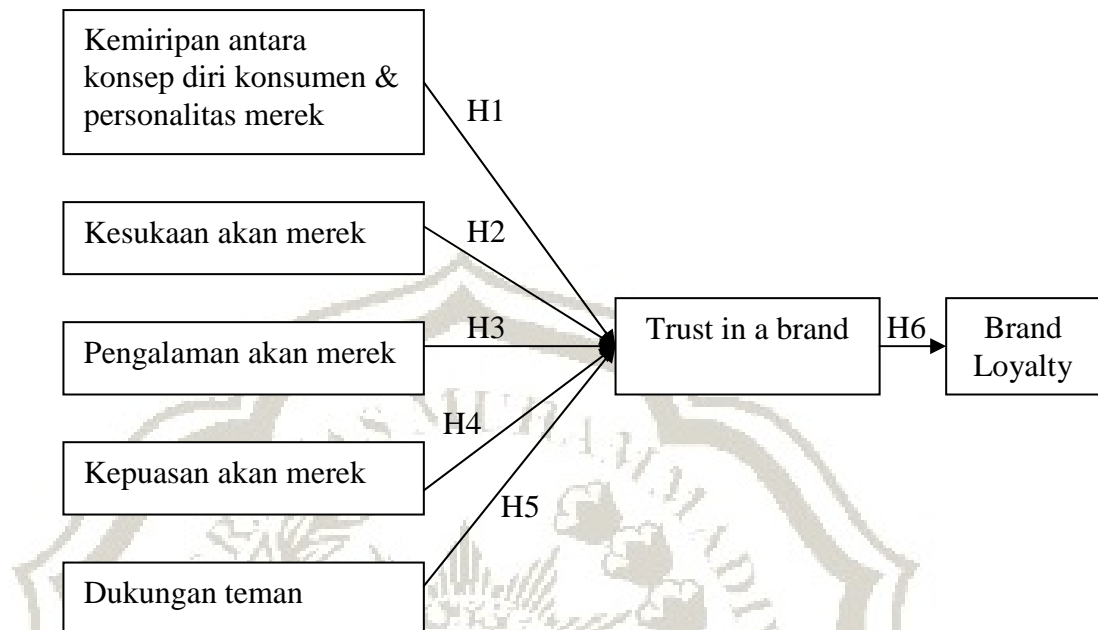 Kemiripan antara
konsep diri konsumen &
personalitas merek
H1
Kesukaan akan merek
H2
Pengalaman akan merek
H3
Trust in a brand
H6
Brand
Loyalty
Kepuasan akan merek
H4
H5
Dukungan teman